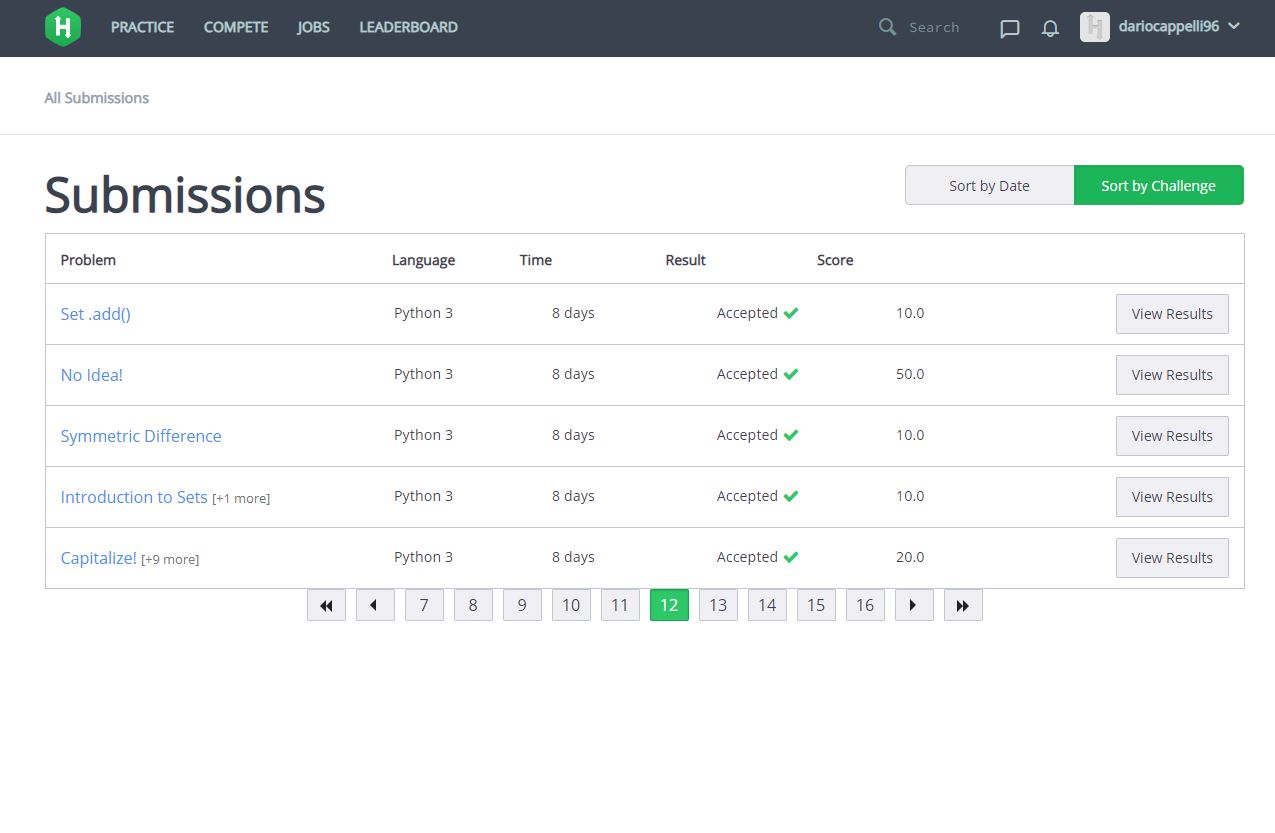 H PRACTICE COMPETE JOBS LEADERBOARD Search dariocappelli96
All Submissions
Submissions Sort by Date Sort by Challenge
Problem Language Time Result Score
Set .add() Python 3 8 days Accepted 10.0 View Results
No Idea! Python 3 8 days Accepted 50.0 View Results
Symmetric Difference Python 3 8 days Accepted 10.0 View Results
Introduction to Sets [+1 more] Python 3 8 days Accepted 10.0 View Results
Capitalize! [+9 more] Python 3 8 days Accepted 20.0 View Results
7 8 9 10 11 12 13 14 15 16